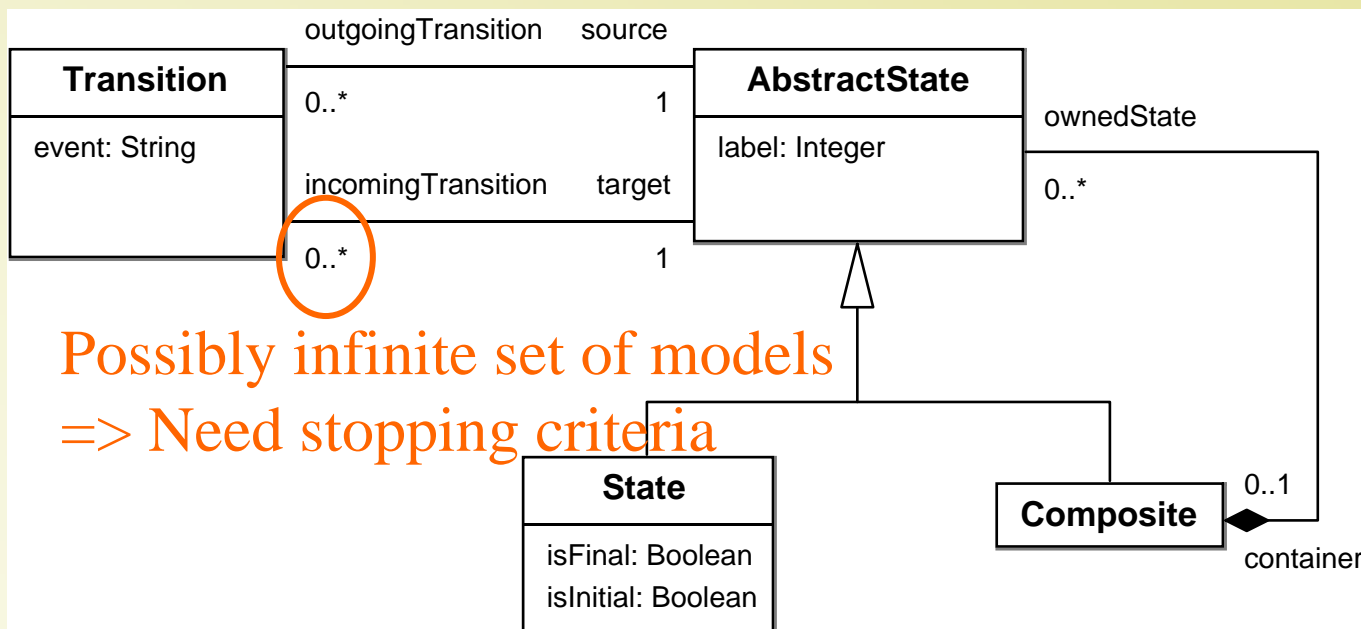 outgoingTransition source
Transition
AbstractState
0..* 1
ownedState
event: String
label: Integer
incomingTransition target
0..*
0..* 1
Possibly infinite set of models
=> Need stopping criteria
State
0..1
Composite
isFinal: Boolean
container
isInitial: Boolean